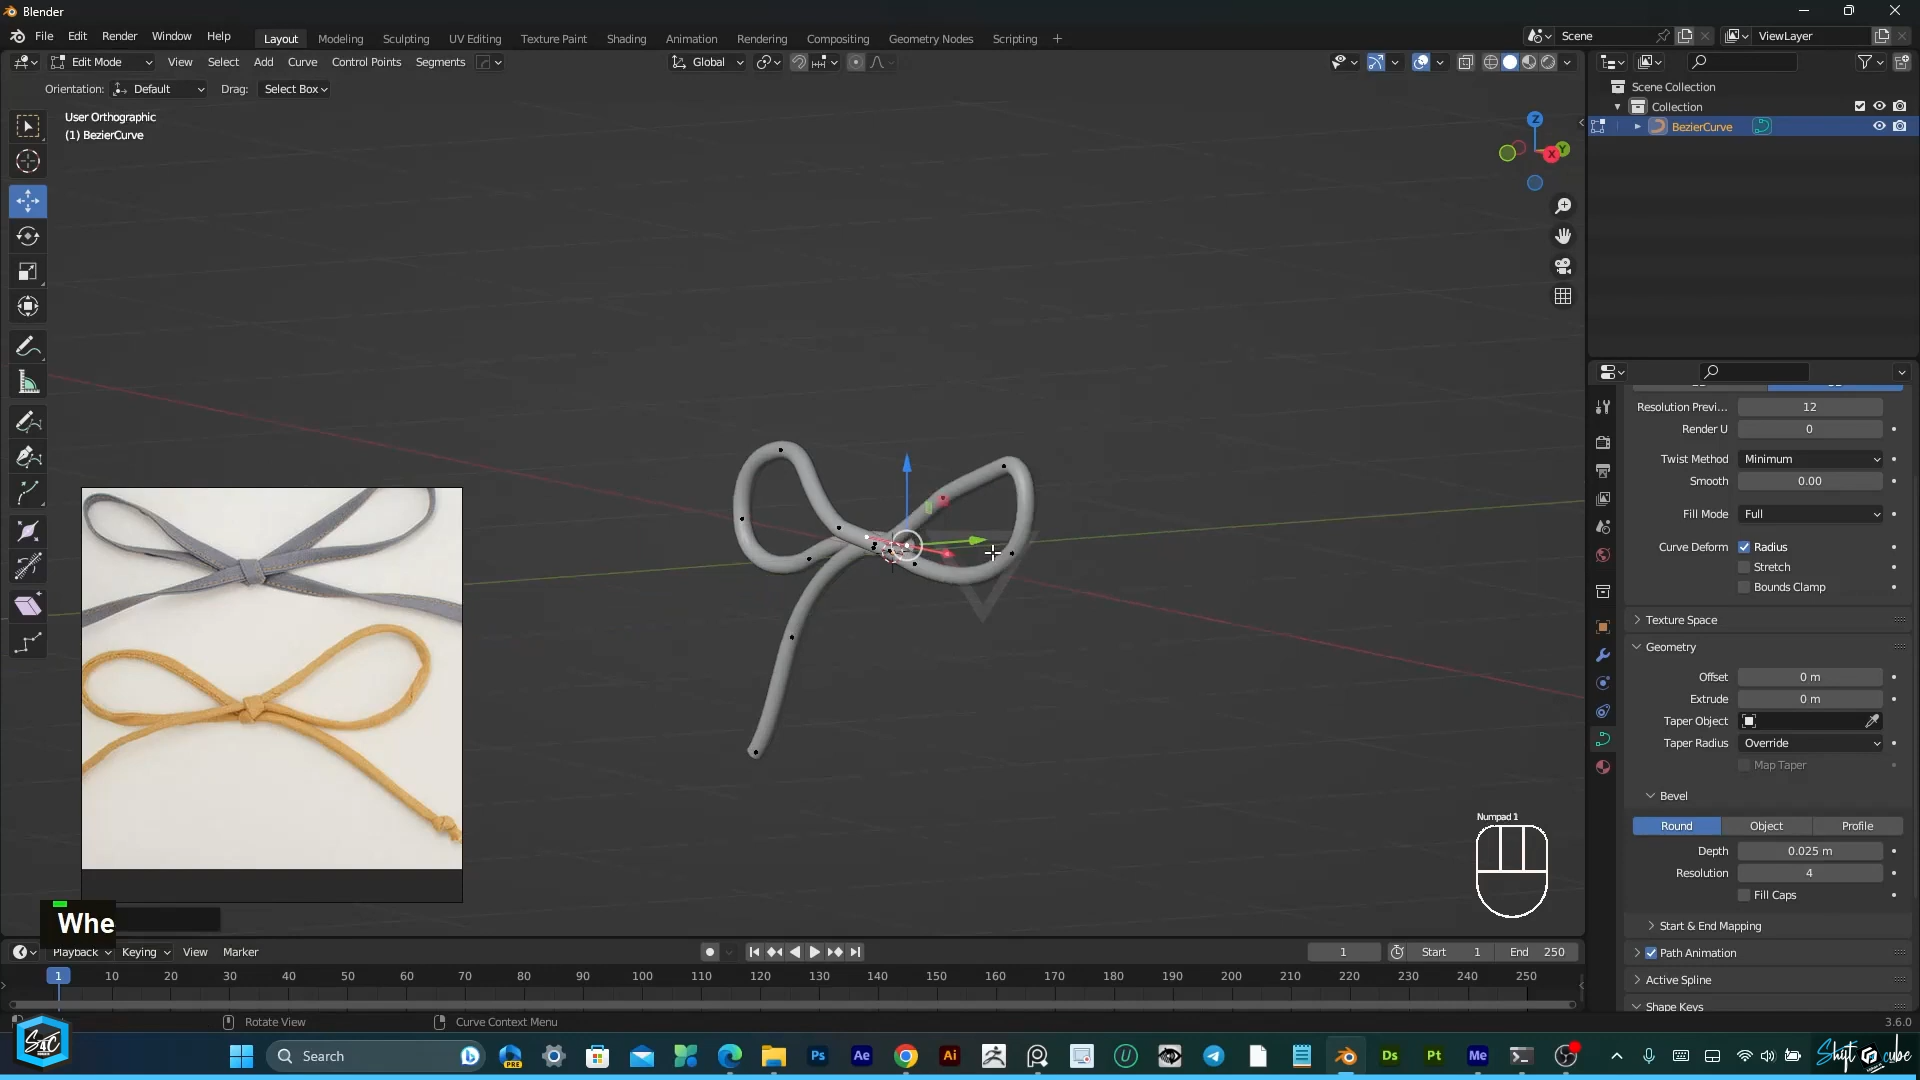 Blender
File Edit Render Window Help
Layout Modeling Sculpting UV Editing Texture Paint Shading Animation Rendering Compositing Geometry Nodes Scripting +
Scene
ViewLayer
Edit Mode View Select Add Curve Control Points Segments
Global
Orientation: Default Drag: Select Box
User Orthographic
(1) BezierCurve
Z
Y
X
Scene Collection
Collection
BezierCurve
Resolution Previ... 12
Render U 0
Twist Method Minimum
Smooth 0.00
Fill Mode Full
Curve Deform Radius
Stretch
Bounds Clamp
Texture Space
Geometry
Offset 0 m
Extrude 0 m
Taper Object
Taper Radius Override
Map Taper
Bevel
Round Object Profile
Depth 0.025 m
Resolution 4
Fill Caps
Start & End Mapping
Path Animation
Active Spline
Shape Keys
Numpad 1
Whe
Playback Keying View Marker
1 Start 1 End 250
1 10 20 30 40 50 60 70 80 90 100 110 120 130 140 150 160 170 180 190 200 210 220 230 240 250
Rotate View
Curve Context Menu
3.6.0
S4C
Search
PRE
Ps Ae Ai U Ds Pt Me